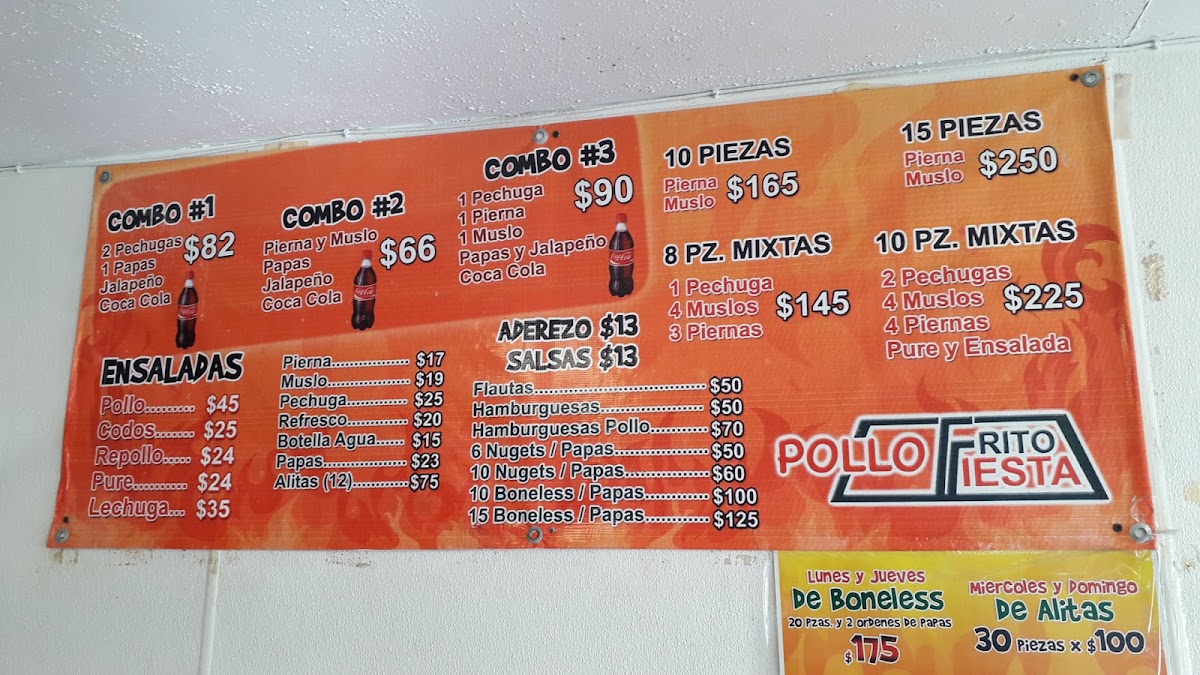 COMBO #1
2 Pechugas $82
1 Papas
Jalapeño
Coca Cola
COMBO #2
Pierna y Muslo $66
Papas
Jalapeño
Coca Cola
COMBO #3
1 Pechuga $90
1 Pierna
1 Muslo
Papas y Jalapeño
Coca Cola
10 PIEZAS
Pierna $165
Muslo
15 PIEZAS
Pierna $250
Muslo
8 PZ. MIXTAS
1 Pechuga
4 Muslos $145
3 Piernas
10 PZ. MIXTAS
2 Pechugas
4 Muslos $225
4 Piernas
Pure y Ensalada
ENSALADAS
Pollo......... $45
Codos....... $25
Repollo..... $24
Pure........... $24
Lechuga... $35
Pierna................... $17
Muslo.................... $19
Pechuga................ $25
Refresco................ $20
Botella Agua...... $15
Papas.................... $23
Alitas (12)........... $75
ADEREZO $13
SALSAS $13
Flautas.................................... $50
Hamburguesas...................... $50
Hamburguesas Pollo........... $70
6 Nugets / Papas.................. $50
10 Nugets / Papas................ $60
10 Boneless / Papas............ $100
15 Boneless / Papas............ $125
POLLO FRITO
FIESTA
Lunes y Jueves
De Boneless
20 Pzas. y 2 ordenes de papas
$175
Miercoles y Domingo
De Alitas
30 Piezas x $100